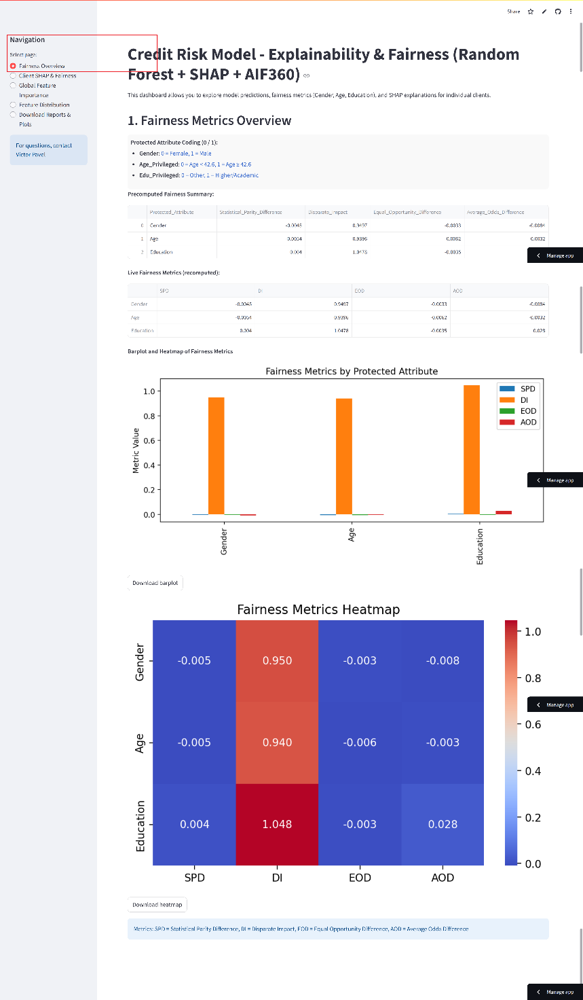 Share
Navigation
Select page:
Fairness Overview
Client SHAP & Fairness
Global Feature
Importance
Feature Distribution
Download Reports &
Plots
For questions, contact
Victor Pavel
Credit Risk Model - Explainability & Fairness (Random
Forest + SHAP + AIF360)
This dashboard allows you to explore model predictions, fairness metrics (Gender, Age, Education), and SHAP explanations for individual clients.
1. Fairness Metrics Overview
Protected Attribute Coding (0 / 1):
• Gender: 0 = Female, 1 = Male
• Age_Privileged: 0 = Age < 42.6, 1 = Age ≥ 42.6
• Edu_Privileged: 0 = Other, 1 = Higher/Academic
Precomputed Fairness Summary:
Protected_Attribute Statistical_Parity_Difference Disparate_Impact Equal_Opportunity_Difference Average_Odds_Difference
0 Gender -0.0045 0.9497 -0.0033 -0.0084
1 Age -0.0054 0.9396 -0.0062 -0.0032
2 Education 0.004 1.0478 -0.0035
Manage app
Live Fairness Metrics (recomputed):
SPD DI EOD AOD
Gender -0.0045 0.9497 -0.0033 -0.0084
Age -0.0054 0.9396 -0.0062 -0.0032
Education 0.004 1.0478 -0.0035 0.028
Barplot and Heatmap of Fairness Metrics
Fairness Metrics by Protected Attribute
SPD
DI
EOD
AOD
Metric Value
1.0
0.8
0.6
0.4
0.2
0.0
Manage app
Gender Age Education
Download barplot
Fairness Metrics Heatmap
Gender -0.005 0.950 -0.003 -0.008
Age -0.005 0.940 -0.006 -0.003
Education 0.004 1.048 -0.003 0.028
SPD DI EOD AOD
1.0
0.8
Manage app
0.6
0.4
0.2
0.0
Download heatmap
Metrics: SPD = Statistical Parity Difference, DI = Disparate Impact, EOD = Equal Opportunity Difference, AOD = Average Odds Difference
Manage app